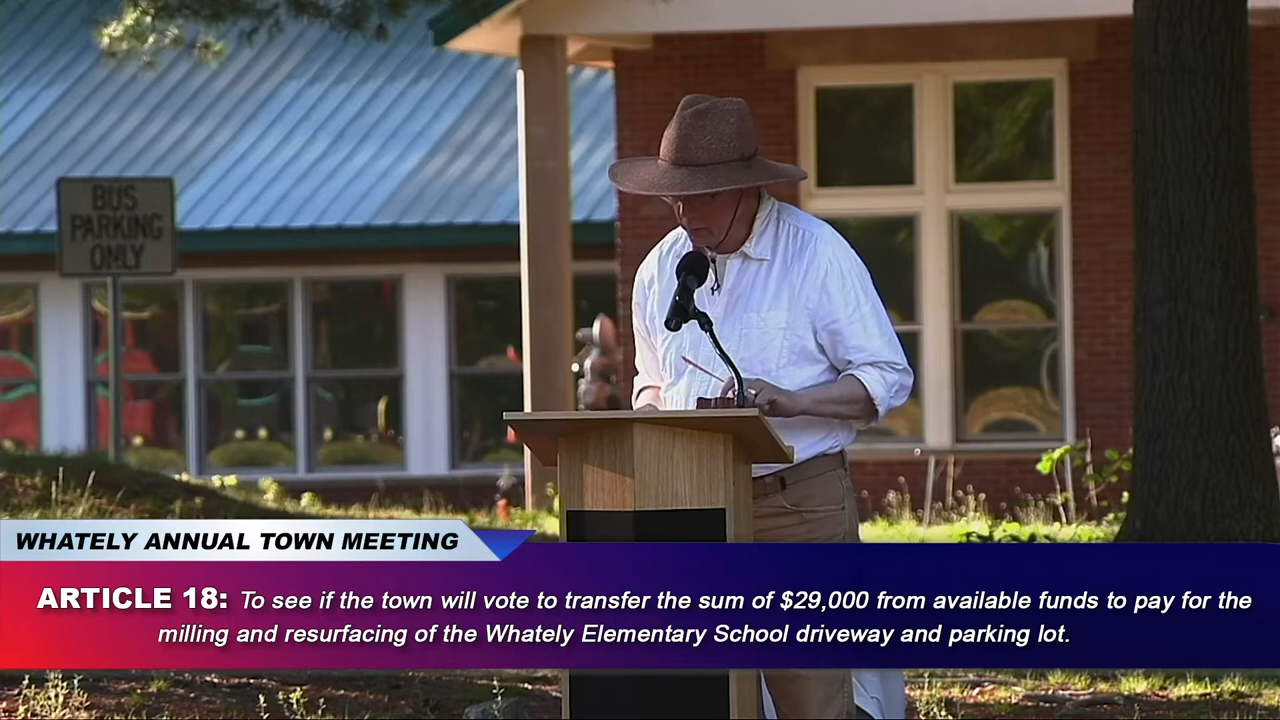 BUS
PARKING
ONLY
WHATELY ANNUAL TOWN MEETING
ARTICLE 18: To see if the town will vote to transfer the sum of $29,000 from available funds to pay for the
milling and resurfacing of the Whately Elementary School driveway and parking lot.